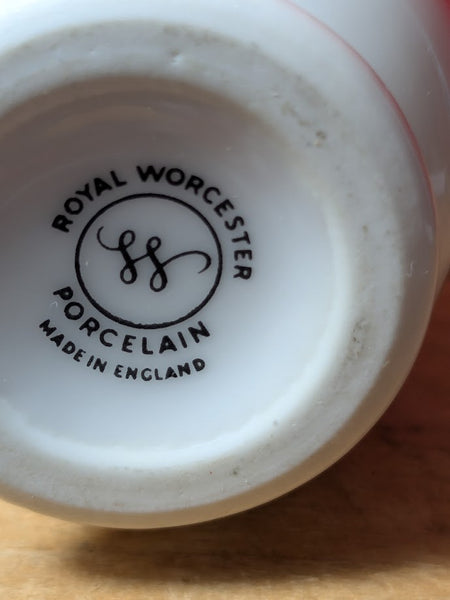 ROYAL WORCESTER
PORCELAIN
MADE IN ENGLAND